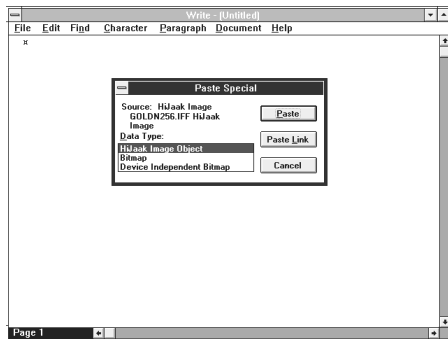 Write - [Untitled]
File Edit Find Character Paragraph Document Help
¤
Paste Special
Source: HiJaak Image
GOLDN256.IFF HiJaak
Image
Paste
Data Type:
Paste Link
HiJaak Image Object
Bitmap
Device Independent Bitmap
Cancel
Page 1